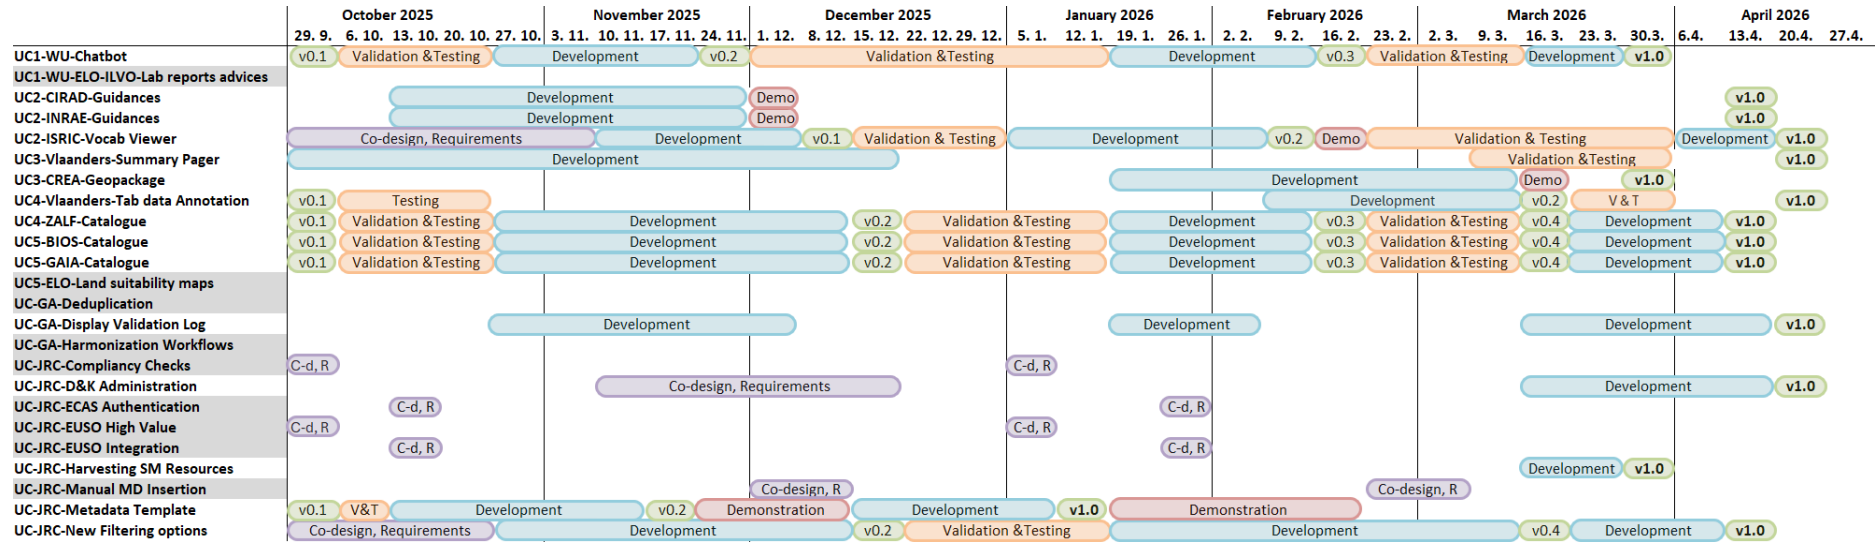 October 2025 November 2025 December 2025 January 2026 February 2026 March 2026 April 2026
29. 9. 6. 10. 13. 10. 20. 10. 27. 10. 3. 11. 10. 11. 17. 11. 24. 11. 1. 12. 8. 12. 15. 12. 22. 12. 29. 12. 5. 1. 12. 1. 19. 1. 26. 1. 2. 2. 9. 2. 16. 2. 23. 2. 2. 3. 9. 3. 16. 3. 23. 3. 30.3. 6.4. 13.4. 20.4. 27.4.
UC1-WU-Chatbot v0.1 Validation &Testing Development v0.2 Validation &Testing Development v0.3 Validation &Testing Development v1.0
UC1-WU-ELO-ILVO-Lab reports advices
UC2-CIRAD-Guidances Development Demo v1.0
UC2-INRAE-Guidances Development Demo v1.0
UC2-ISRIC-Vocab Viewer Co-design, Requirements Development v0.1 Validation & Testing Development v0.2 Demo Validation & Testing Development v1.0
UC3-Vlaanders-Summary Pager Development Validation &Testing v1.0
UC3-CREA-Geopackage Development Demo v1.0
UC4-Vlaanders-Tab data Annotation v0.1 Testing Development v0.2 V & T v1.0
UC4-ZALF-Catalogue v0.1 Validation &Testing Development v0.2 Validation &Testing Development v0.3 Validation &Testing v0.4 Development v1.0
UC5-BIOS-Catalogue v0.1 Validation &Testing Development v0.2 Validation &Testing Development v0.3 Validation &Testing v0.4 Development v1.0
UC5-GAIA-Catalogue v0.1 Validation &Testing Development v0.2 Validation &Testing Development v0.3 Validation &Testing v0.4 Development v1.0
UC5-ELO-Land suitability maps
UC-GA-Deduplication
UC-GA-Display Validation Log Development Development Development v1.0
UC-GA-Harmonization Workflows
UC-JRC-Compliancy Checks C-d, R C-d, R
UC-JRC-D&K Administration Co-design, Requirements Development v1.0
UC-JRC-ECAS Authentication C-d, R C-d, R
UC-JRC-EUSO High Value C-d, R C-d, R
UC-JRC-EUSO Integration C-d, R C-d, R
UC-JRC-Harvesting SM Resources Development v1.0
UC-JRC-Manual MD Insertion Co-design, R Co-design, R
UC-JRC-Metadata Template v0.1 V&T Development v0.2 Demonstration Development v1.0 Demonstration
UC-JRC-New Filtering options Co-design, Requirements Development v0.2 Validation &Testing Development v0.4 Development v1.0